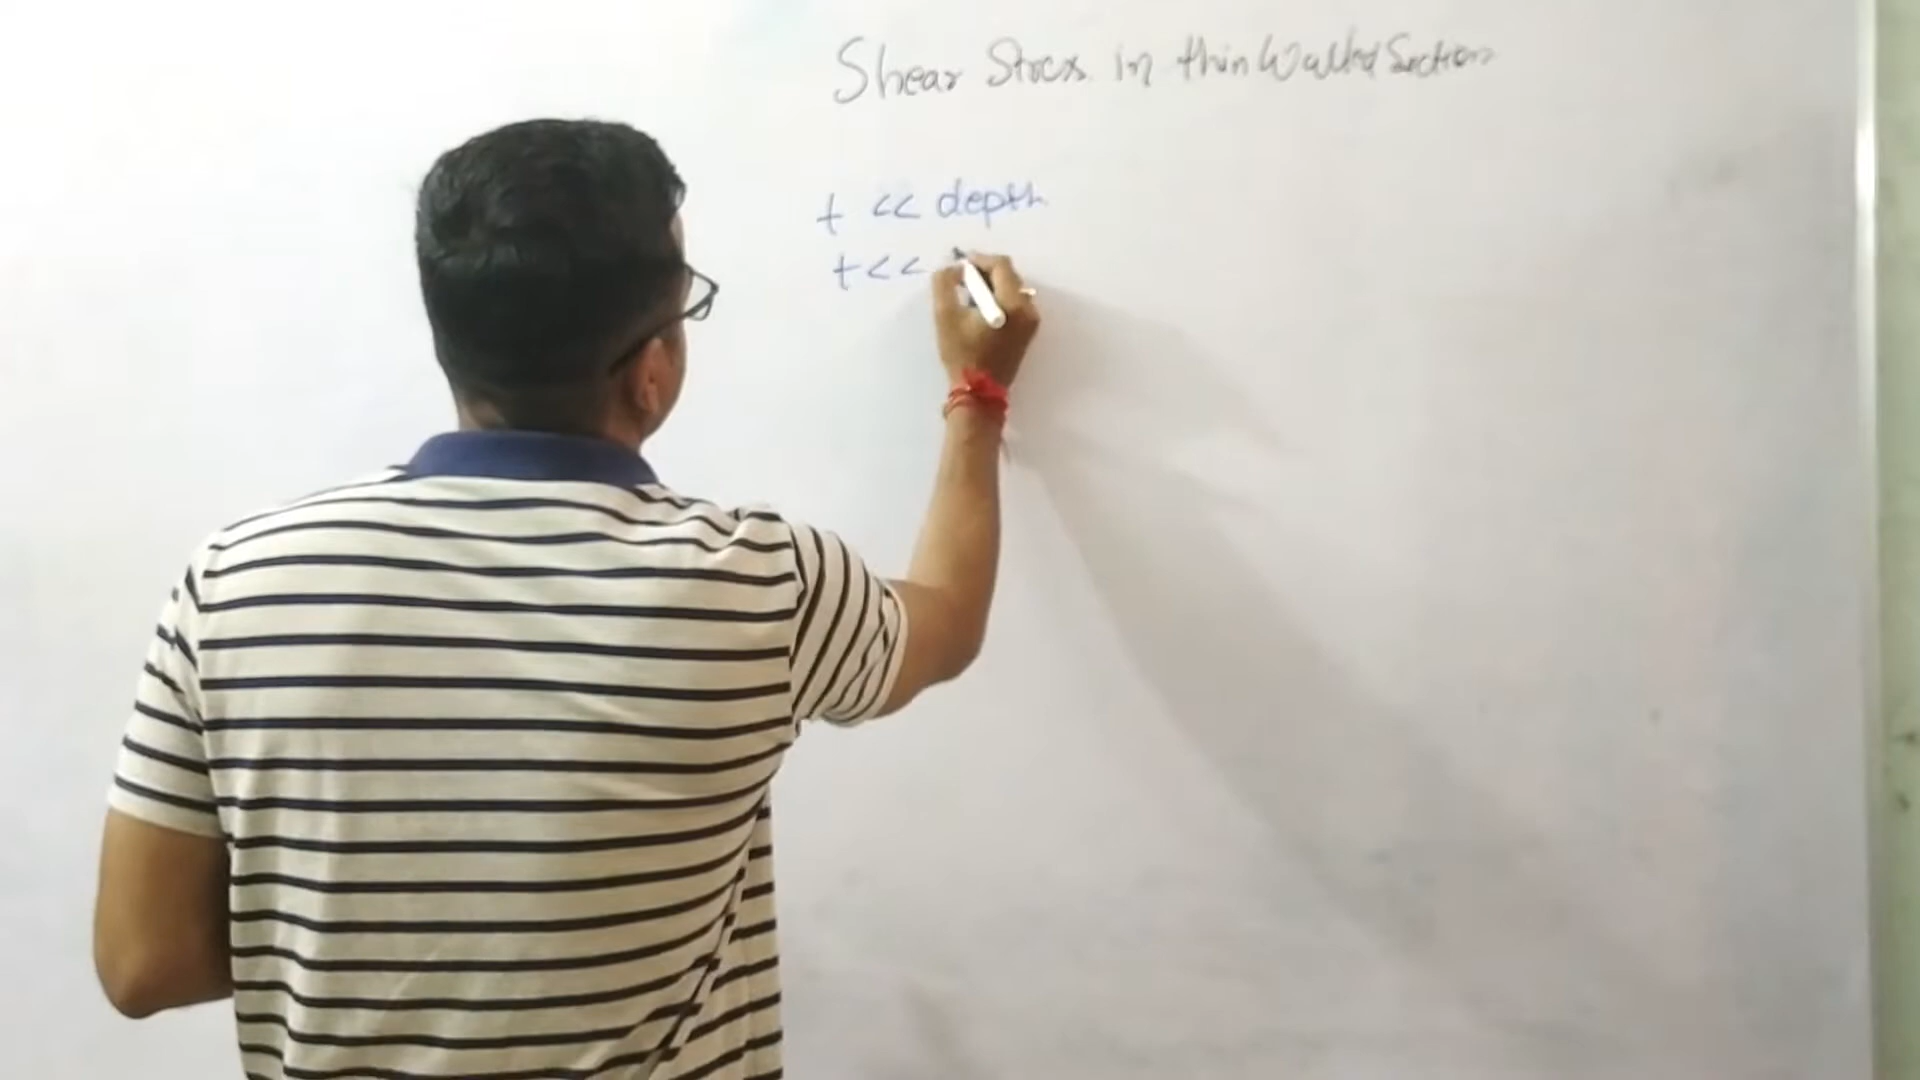 Shear Stress in thin Walled Sections
t << depth
t <<